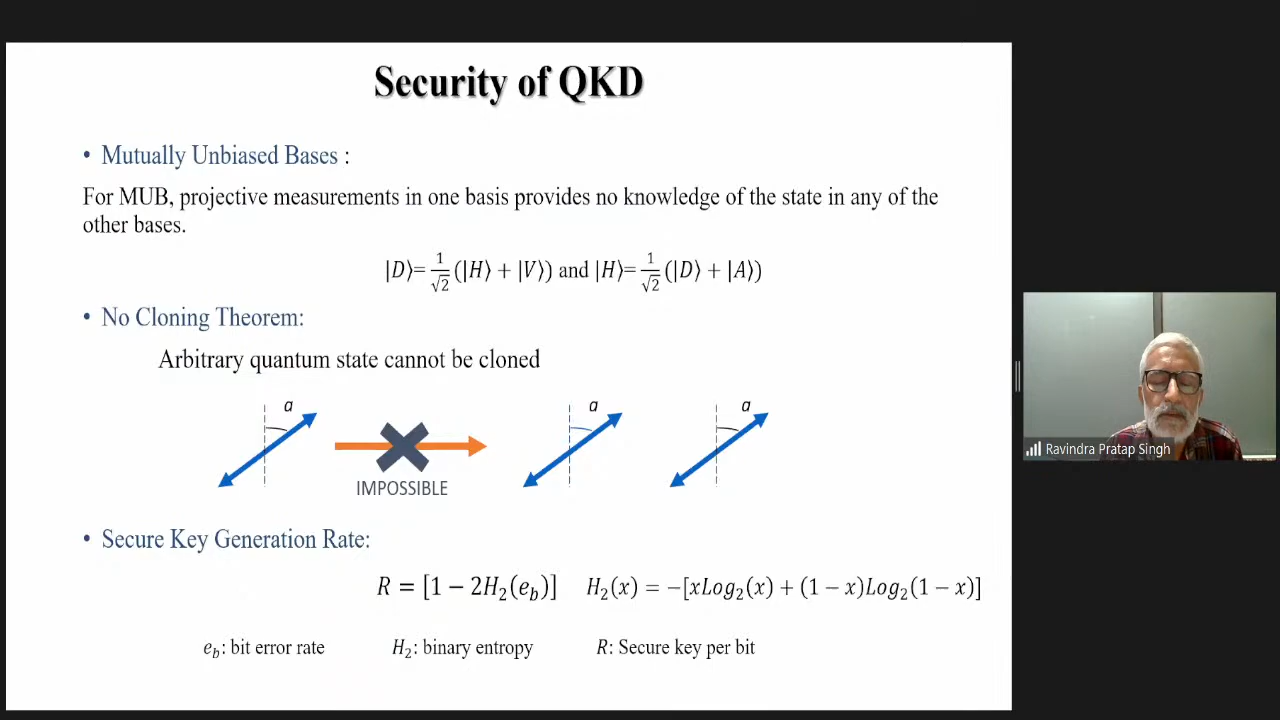 Security of QKD
• Mutually Unbiased Bases :
For MUB, projective measurements in one basis provides no knowledge of the state in any of the
other bases.
|D⟩= 1/√2 (|H⟩ + |V⟩) and |H⟩= 1/√2 (|D⟩ + |A⟩)
• No Cloning Theorem:
Arbitrary quantum state cannot be cloned
a a a
IMPOSSIBLE
• Secure Key Generation Rate:
R = [1 − 2H₂(e_b)] H₂(x) = −[xLog₂(x) + (1 − x)Log₂(1 − x)]
e_b: bit error rate H₂: binary entropy R: Secure key per bit
Ravindra Pratap Singh